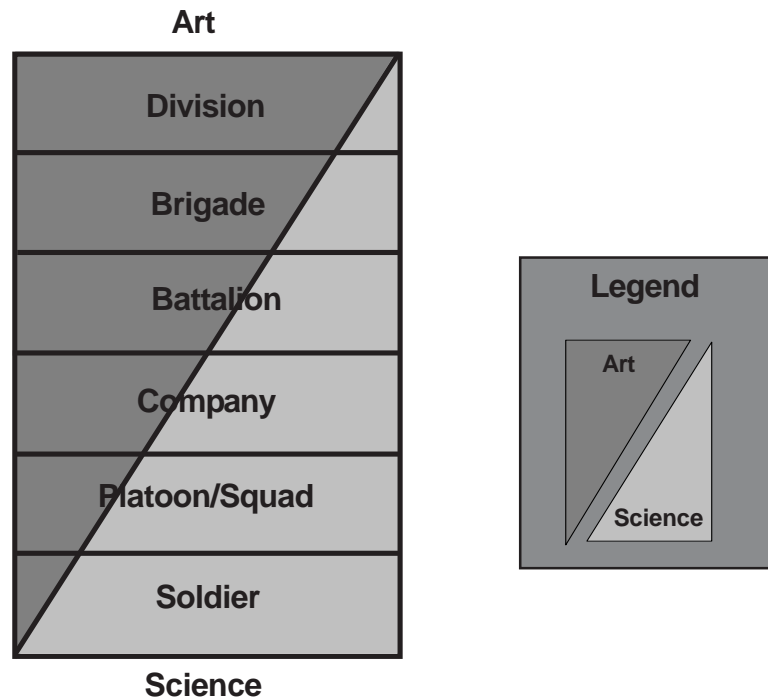 Art
Division
Brigade
Battalion
Company
Platoon/Squad
Soldier
Science
Legend
Art
Science